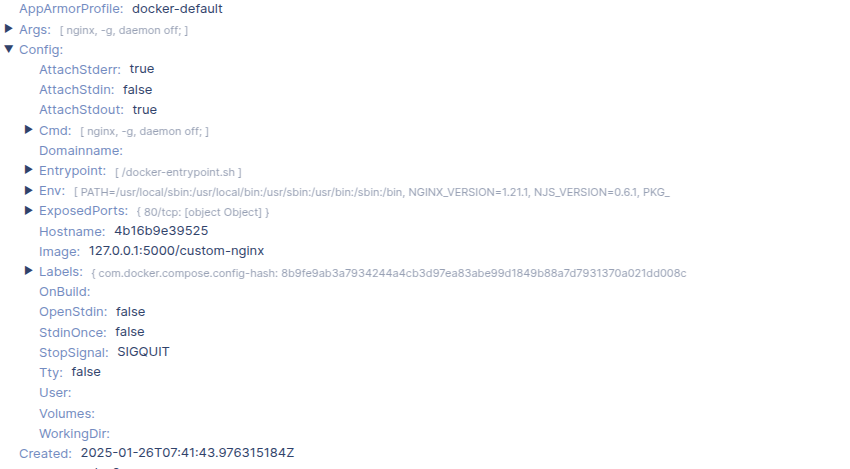 AppArmorProfile: docker-default
Args: [ nginx, -g, daemon off; ]
Config:
AttachStderr: true
AttachStdin: false
AttachStdout: true
Cmd: [ nginx, -g, daemon off; ]
Domainname:
Entrypoint: [ /docker-entrypoint.sh ]
Env: [ PATH=/usr/local/sbin:/usr/local/bin:/usr/sbin:/usr/bin:/sbin:/bin, NGINX_VERSION=1.21.1, NJS_VERSION=0.6.1, PKG_
ExposedPorts: { 80/tcp: [object Object] }
Hostname: 4b16b9e39525
Image: 127.0.0.1:5000/custom-nginx
Labels: { com.docker.compose.config-hash: 8b9fe9ab3a7934244a4cb3d97ea83abe99d1849b88a7d7931370a021dd008c
OnBuild:
OpenStdin: false
StdinOnce: false
StopSignal: SIGQUIT
Tty: false
User:
Volumes:
WorkingDir:
Created: 2025-01-26T07:41:43.976315184Z